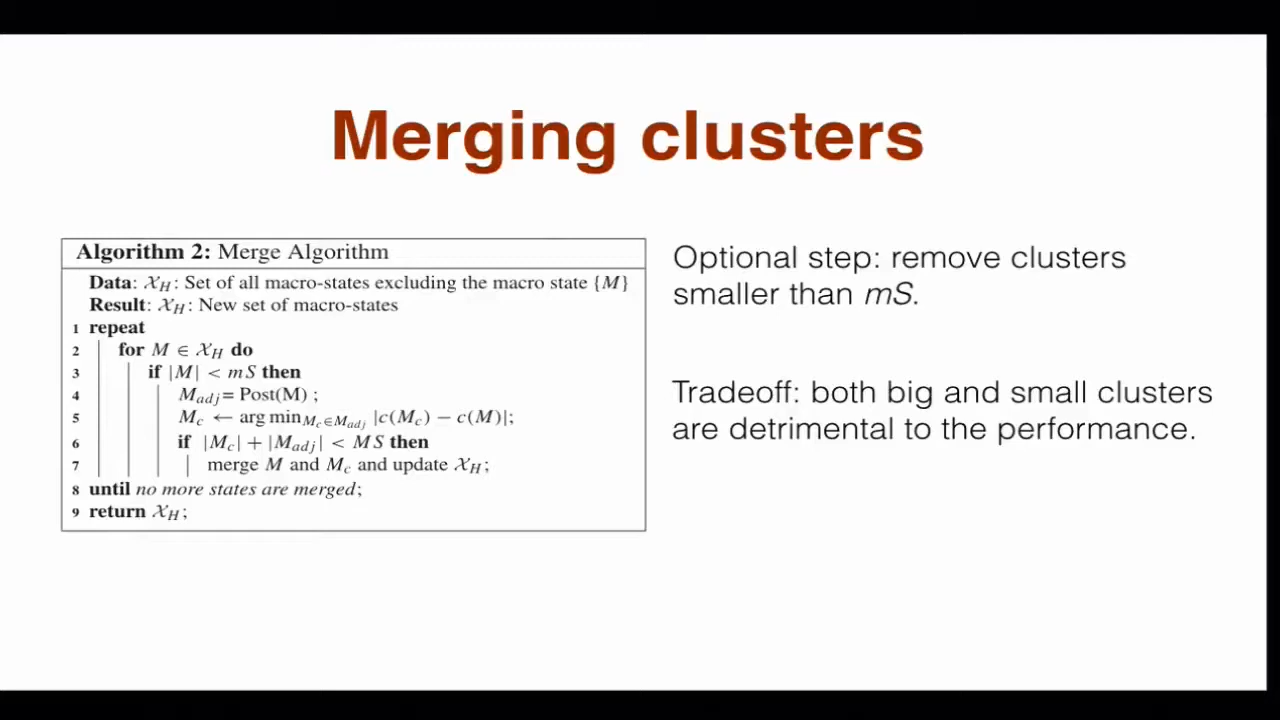 Merging clusters
Algorithm 2: Merge Algorithm
Data: 𝒳_H: Set of all macro-states excluding the macro state {M}
Result: 𝒳_H: New set of macro-states
1 repeat
2 for M ∈ 𝒳_H do
3 if |M| < mS then
4 M_adj = Post(M) ;
5 M_c ← arg min_{M_c∈M_adj} |c(M_c) − c(M)|;
6 if |M_c| + |M_adj| < MS then
7 merge M and M_c and update 𝒳_H;
8 until no more states are merged;
9 return 𝒳_H;
Optional step: remove clusters
smaller than mS.
Tradeoff: both big and small clusters
are detrimental to the performance.